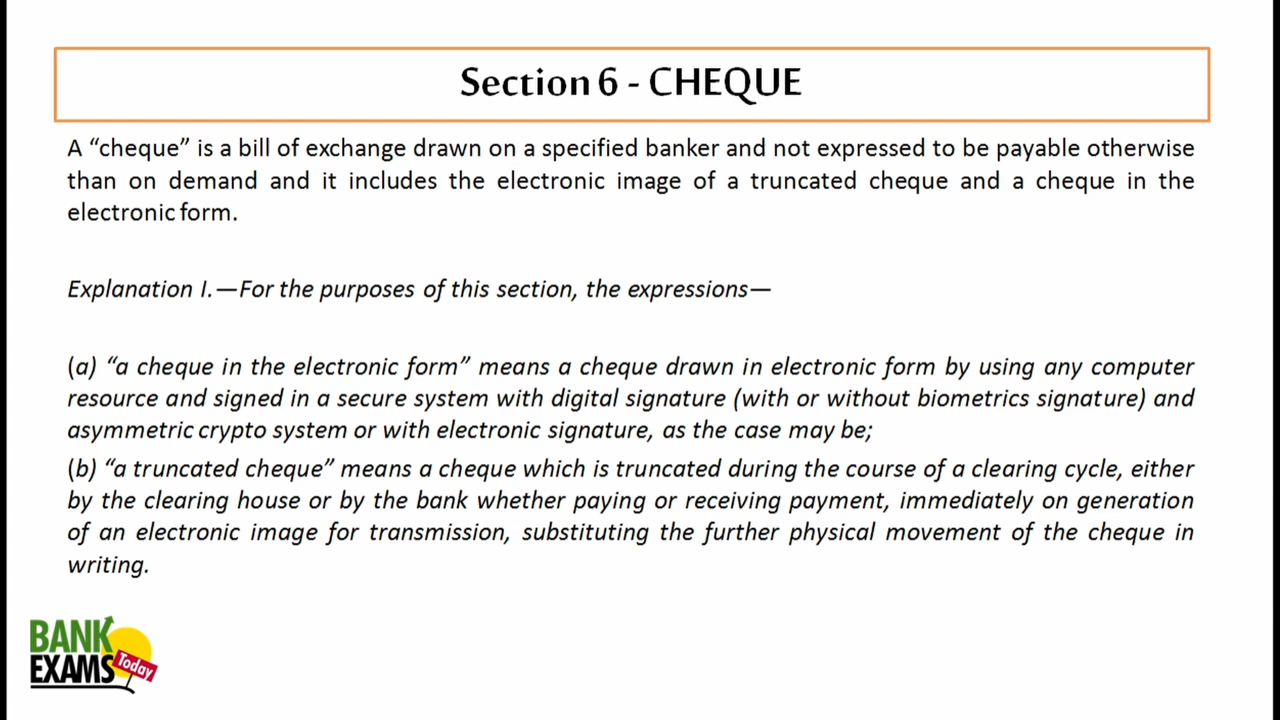 Section 6 - CHEQUE
A “cheque” is a bill of exchange drawn on a specified banker and not expressed to be payable otherwise
than on demand and it includes the electronic image of a truncated cheque and a cheque in the
electronic form.
Explanation I.—For the purposes of this section, the expressions—
(a) “a cheque in the electronic form” means a cheque drawn in electronic form by using any computer
resource and signed in a secure system with digital signature (with or without biometrics signature) and
asymmetric crypto system or with electronic signature, as the case may be;
(b) “a truncated cheque” means a cheque which is truncated during the course of a clearing cycle, either
by the clearing house or by the bank whether paying or receiving payment, immediately on generation
of an electronic image for transmission, substituting the further physical movement of the cheque in
writing.
BANK
EXAMS
Today